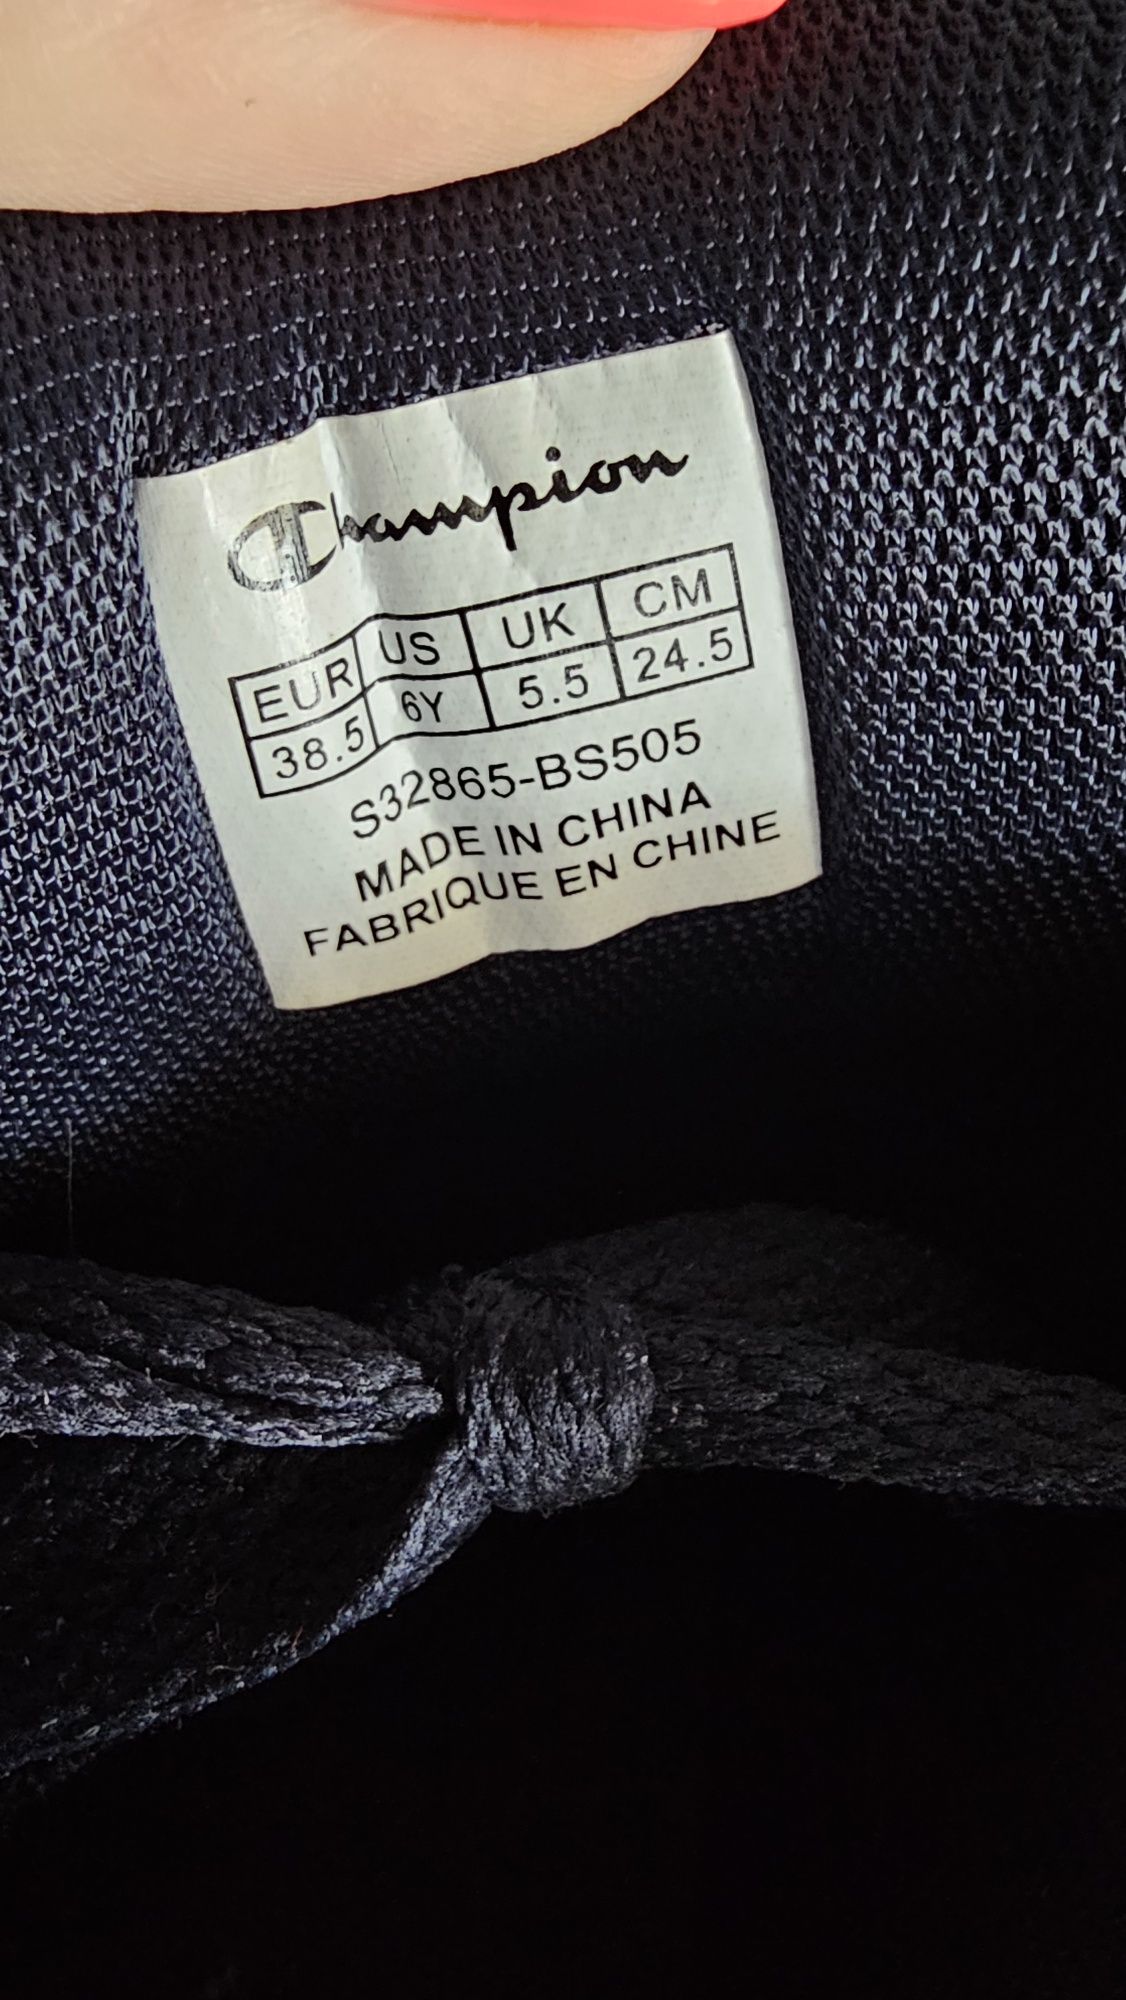 Champion
EUR US UK CM
38.5 6Y 5.5 24.5
S32865-BS505
MADE IN CHINA
FABRIQUE EN CHINE